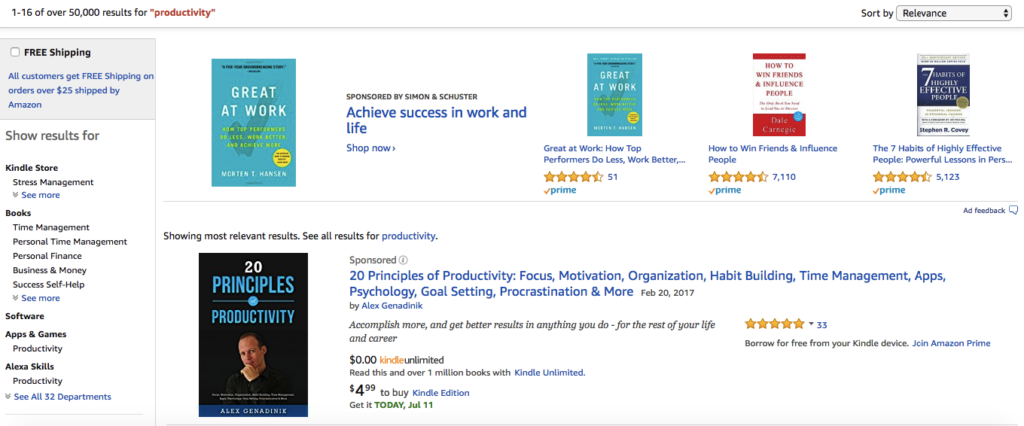 1-16 of over 50,000 results for "productivity"
Sort by Relevance
FREE Shipping
All customers get FREE Shipping on
orders over $25 shipped by
Amazon
Show results for
Kindle Store
Stress Management
See more
Books
Time Management
Personal Time Management
Personal Finance
Business & Money
Success Self-Help
See more
Software
Apps & Games
Productivity
Alexa Skills
Productivity
See All 32 Departments
GREAT
AT WORK
HOW TOP PERFORMERS
DO LESS, WORK BETTER,
AND ACHIEVE MORE
MORTEN T. HANSEN
SPONSORED BY SIMON & SCHUSTER
Achieve success in work and
life
Shop now ›
GREAT
AT WORK
MORTEN T. HANSEN
Great at Work: How Top
Performers Do Less, Work Better,...
51
prime
HOW TO
WIN FRIENDS
& INFLUENCE
PEOPLE
Dale
Carnegie
How to Win Friends & Influence
People
7,110
prime
THE 7 HABITS OF
HIGHLY
EFFECTIVE
PEOPLE
Stephen R. Covey
The 7 Habits of Highly Effective
People: Powerful Lessons in Pers...
5,123
prime
Ad feedback
Showing most relevant results. See all results for productivity.
20
PRINCIPLES
of
PRODUCTIVITY
ALEX GENADINIK
Sponsored
20 Principles of Productivity: Focus, Motivation, Organization, Habit Building, Time Management, Apps,
Psychology, Goal Setting, Procrastination & More Feb 20, 2017
by Alex Genadinik
Accomplish more, and get better results in anything you do - for the rest of your life
and career
$0.00 kindleunlimited
Read this and over 1 million books with Kindle Unlimited.
$4.99 to buy Kindle Edition
Get it TODAY, Jul 11
33
Borrow for free from your Kindle device. Join Amazon Prime